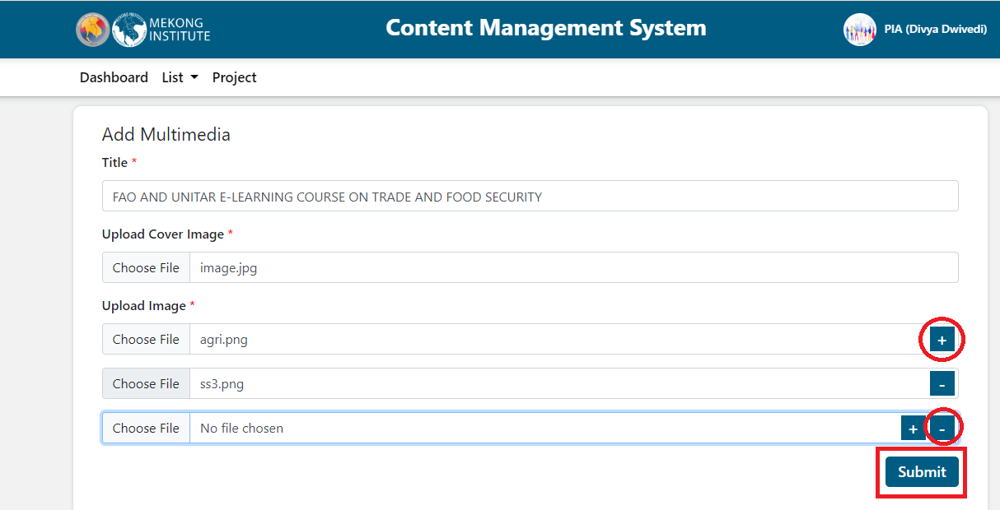 MEKONG
INSTITUTE
Content Management System
PIA (Divya Dwivedi)
Dashboard List Project
Add Multimedia
Title *
FAO AND UNITAR E-LEARNING COURSE ON TRADE AND FOOD SECURITY
Upload Cover Image *
Choose File image.jpg
Upload Image *
Choose File agri.png +
Choose File ss3.png -
Choose File No file chosen + -
Submit